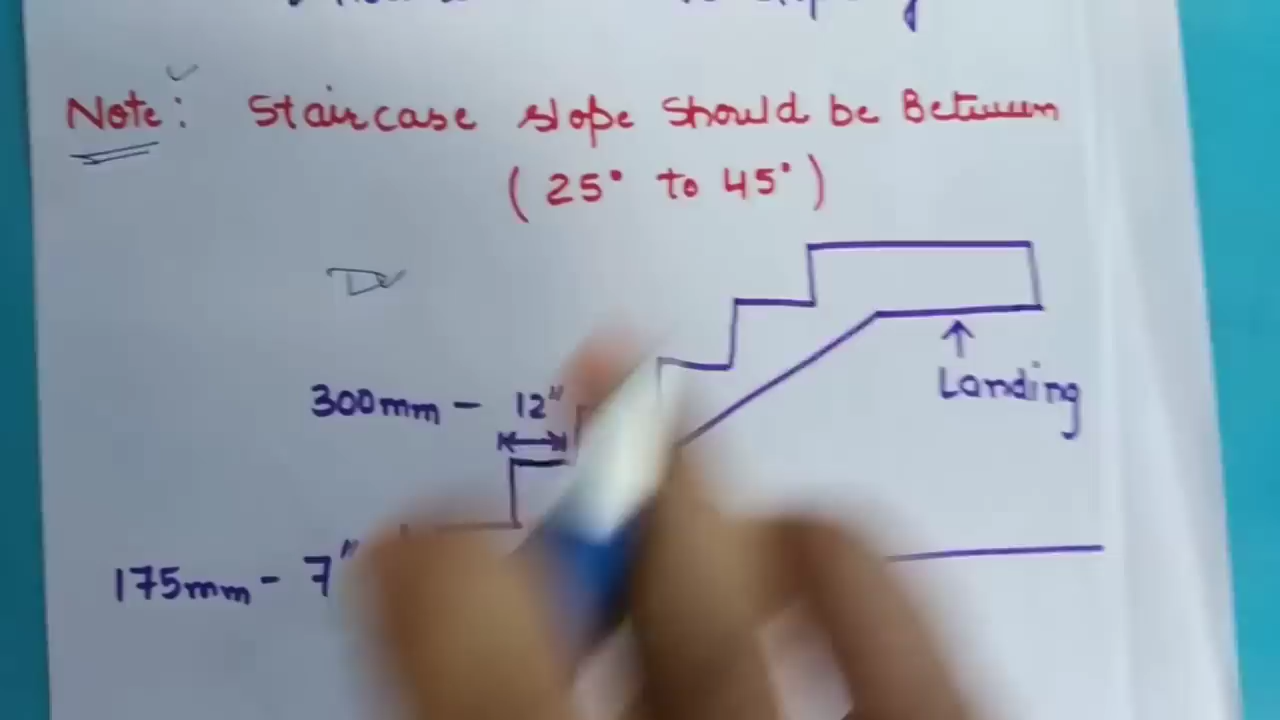 Note: Staircase slope should be Between
(25° to 45°)
300mm - 12"
Landing
175mm - 7"